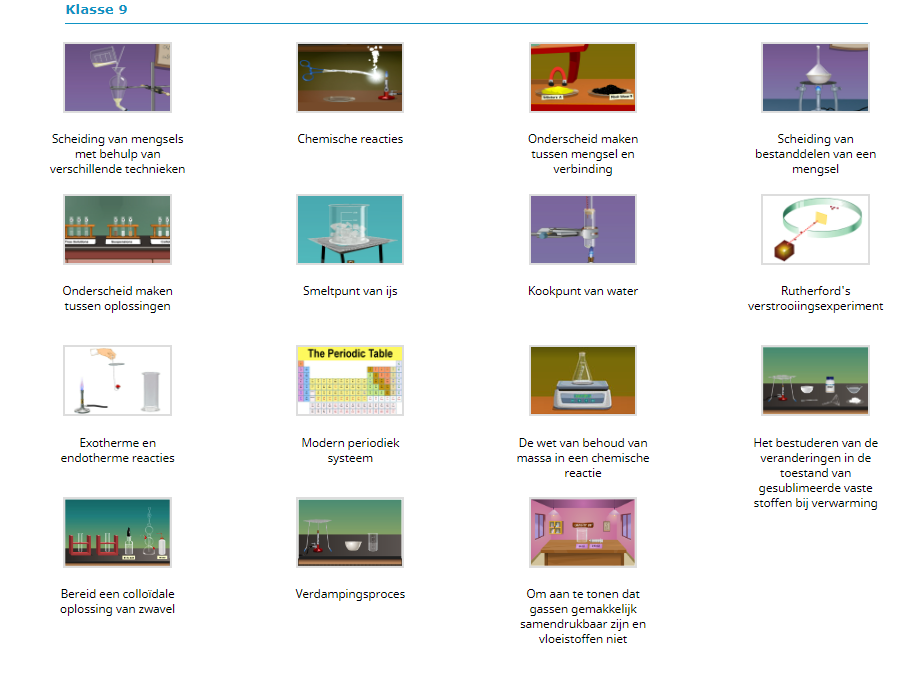 Klasse 9
Scheiding van mengsels
met behulp van
verschillende technieken
Chemische reacties
Onderscheid maken
tussen mengsel en
verbinding
Scheiding van
bestanddelen van een
mengsel
Onderscheid maken
tussen oplossingen
Smeltpunt van ijs
Kookpunt van water
Rutherford's
verstrooiingsexperiment
The Periodic Table
Exotherme en
endotherme reacties
Modern periodiek
systeem
De wet van behoud van
massa in een chemische
reactie
Het bestuderen van de
veranderingen in de
toestand van
gesublimeerde vaste
stoffen bij verwarming
Bereid een colloïdale
oplossing van zwavel
Verdampingsproces
Om aan te tonen dat
gassen gemakkelijk
samendrukbaar zijn en
vloeistoffen niet